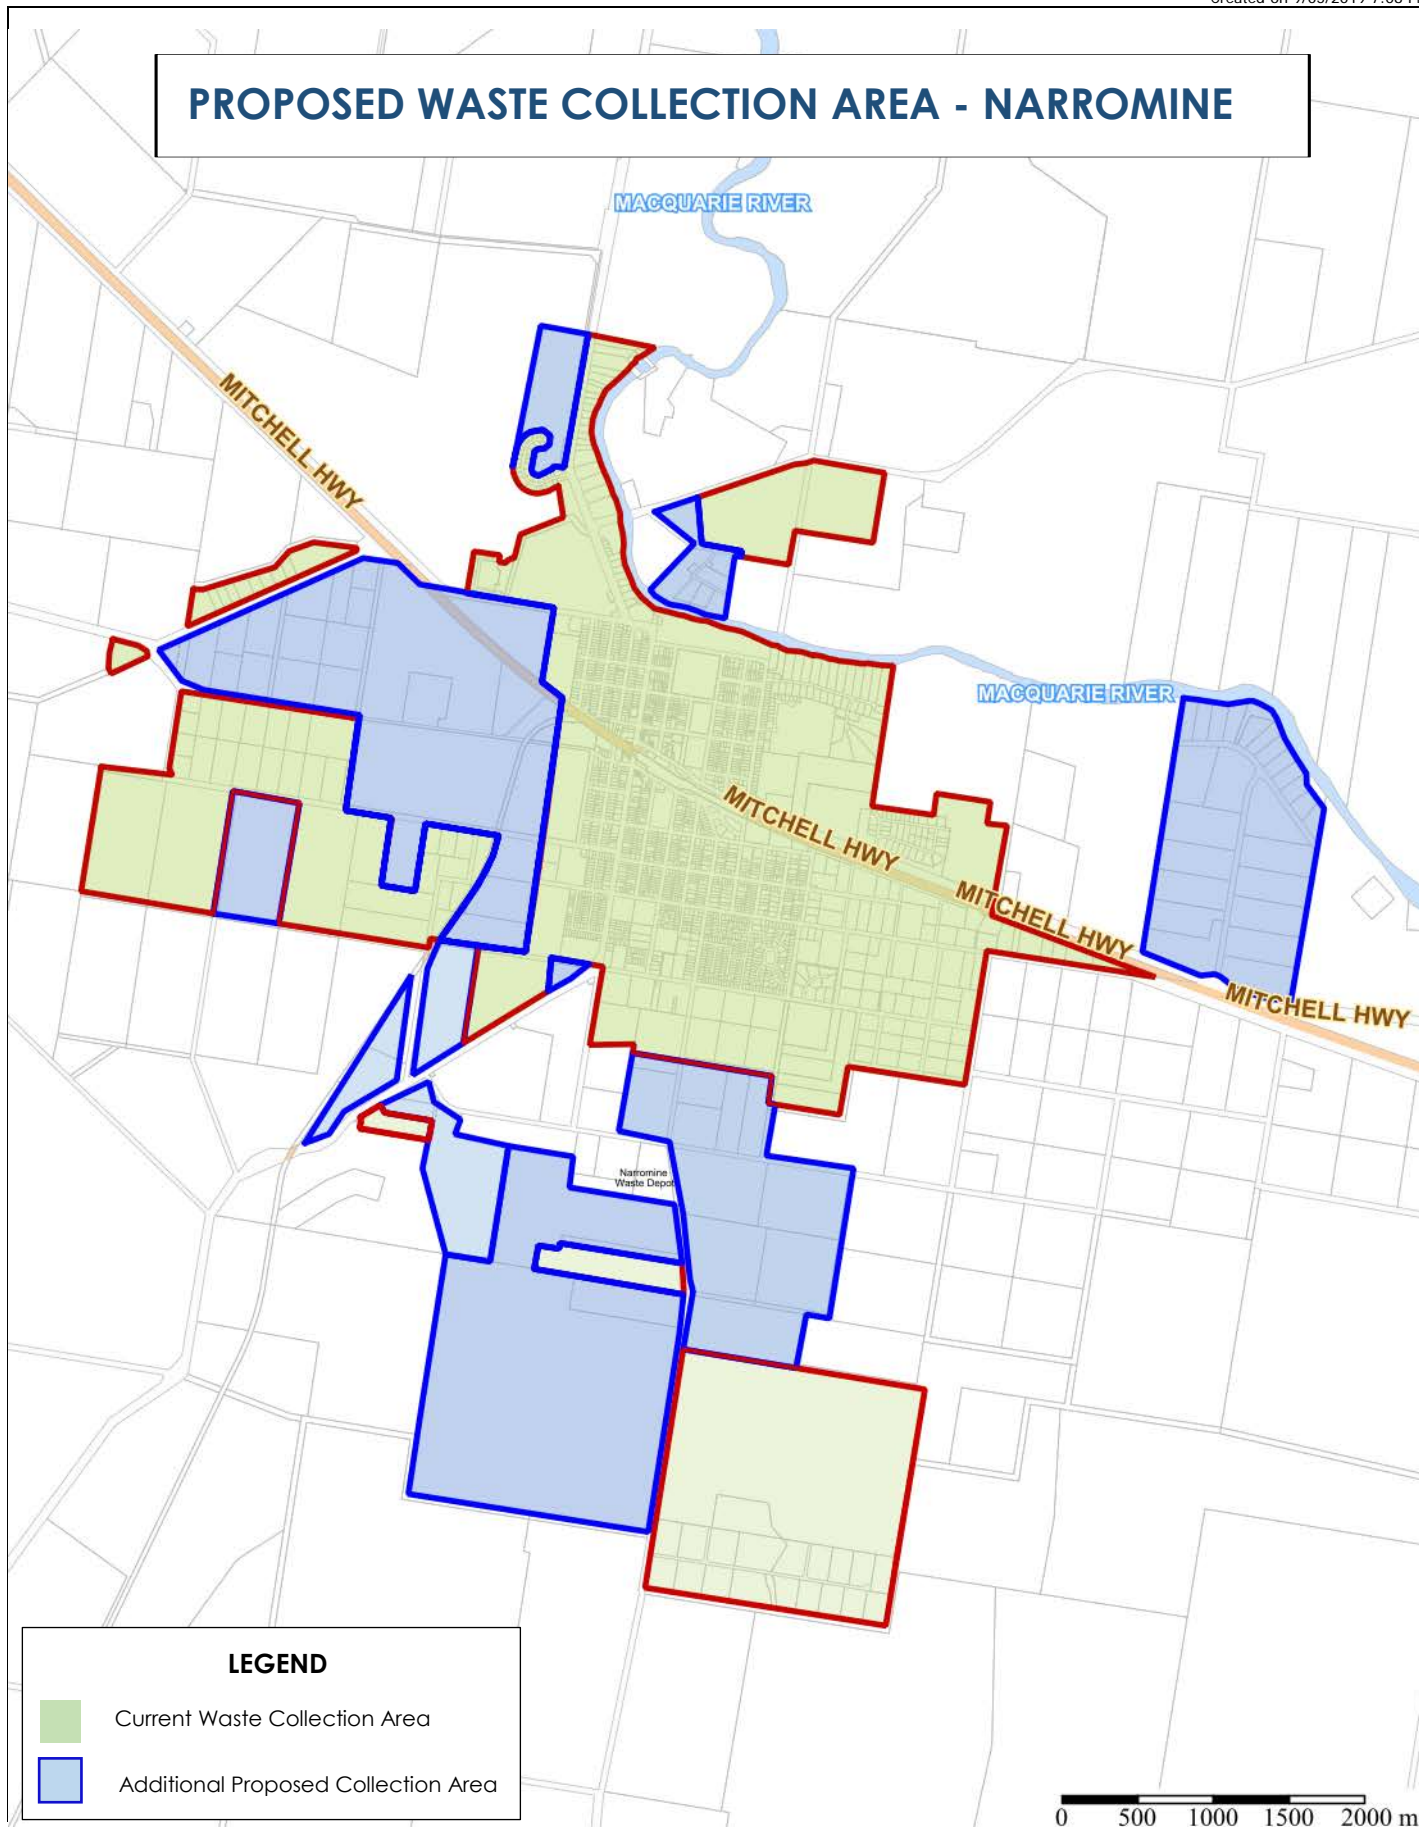 PROPOSED WASTE COLLECTION AREA - NARROMINE
MACQUARIE RIVER
MITCHELL HWY
MACQUARIE RIVER
MITCHELL HWY
MITCHELL HWY
MITCHELL HWY
Narromine
Waste Depot
LEGEND
Current Waste Collection Area
Additional Proposed Collection Area
0 500 1000 1500 2000 m